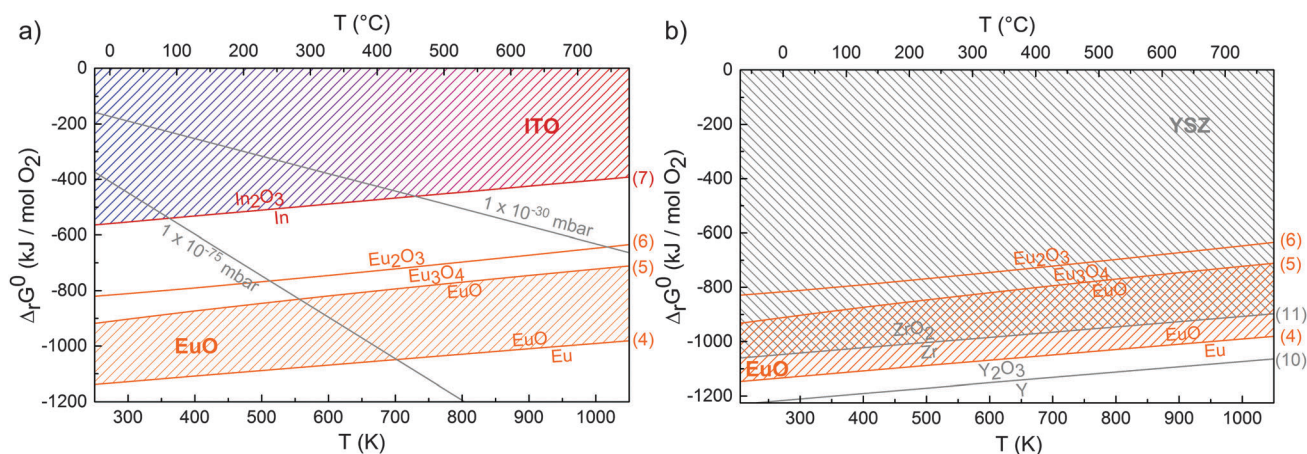 a)
T (°C)
0 100 200 300 400 500 600 700
0
-200
-400
-600
-800
-1000
-1200
ΔrG⁰ (kJ / mol O₂)
ITO
In₂O₃
In
1 x 10⁻³⁰ mbar
1 x 10⁻⁷⁵ mbar
Eu₂O₃
Eu₃O₄
EuO
EuO
EuO
Eu
(7)
(6)
(5)
(4)
300 400 500 600 700 800 900 1000
T (K)
b)
T (°C)
0 100 200 300 400 500 600 700
0
-200
-400
-600
-800
-1000
-1200
ΔrG⁰ (kJ / mol O₂)
YSZ
Eu₂O₃
Eu₃O₄
EuO
ZrO₂
Zr
EuO
EuO
Eu
Y₂O₃
Y
(6)
(5)
(11)
(4)
(10)
300 400 500 600 700 800 900 1000
T (K)